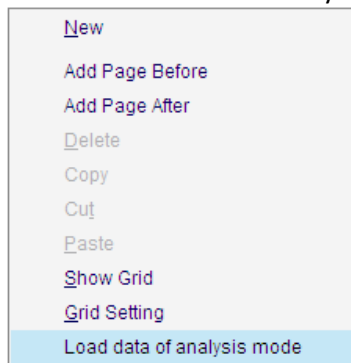 New
Add Page Before
Add Page After
Delete
Copy
Cut
Paste
Show Grid
Grid Setting
Load data of analysis mode